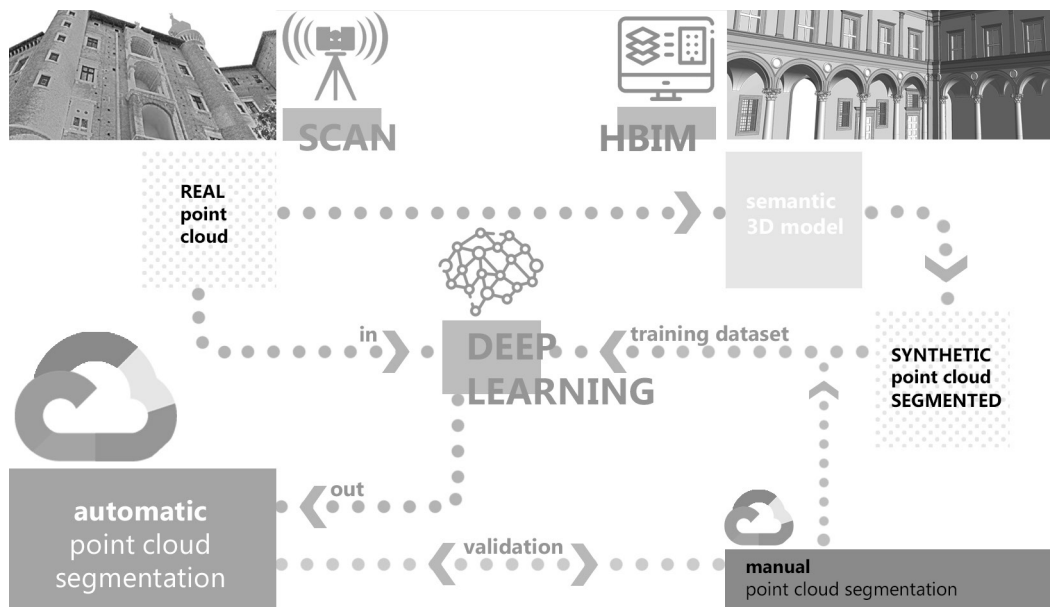 SCAN
HBIM
REAL
point
cloud
semantic
3D model
in
DEEP
LEARNING
training dataset
SYNTHETIC
point cloud
SEGMENTED
out
automatic
point cloud
segmentation
validation
manual
point cloud segmentation